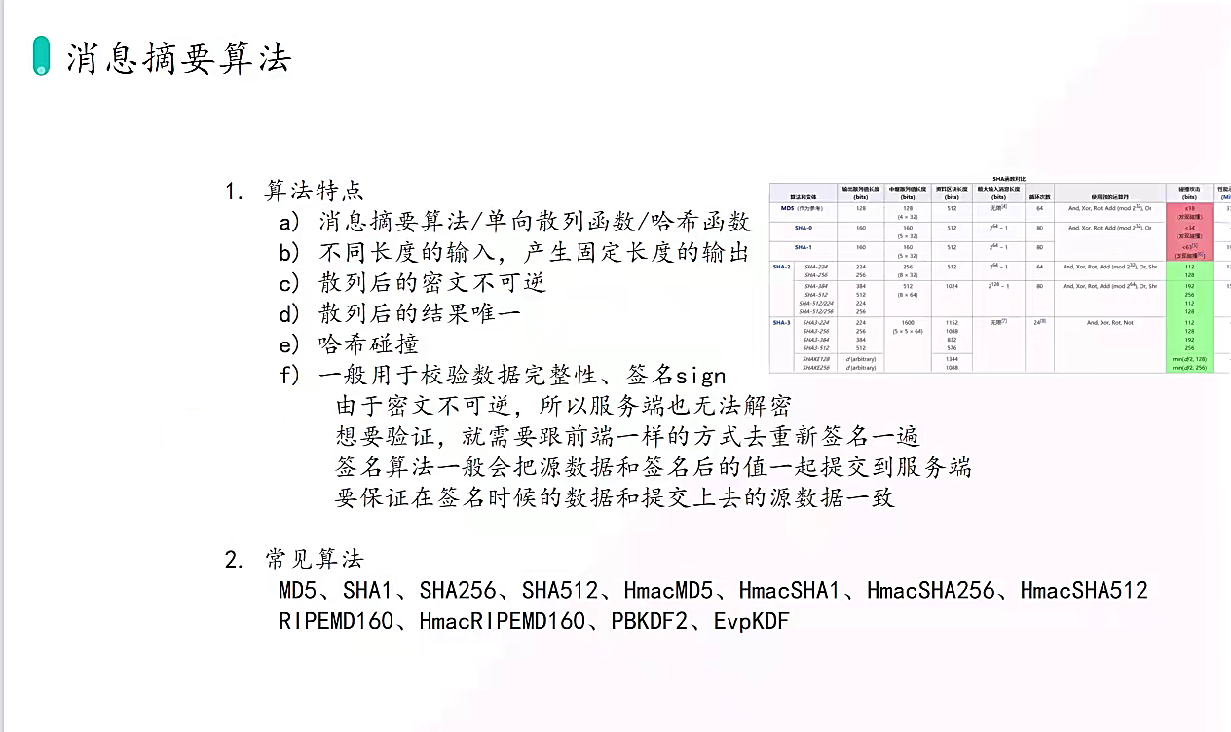 消息摘要算法
1. 算法特点
a) 消息摘要算法/单向散列函数/哈希函数
b) 不同长度的输入，产生固定长度的输出
c) 散列后的密文不可逆
d) 散列后的结果唯一
e) 哈希碰撞
f) 一般用于校验数据完整性、签名sign
由于密文不可逆，所以服务端也无法解密
想要验证，就需要跟前端一样的方式去重新签名一遍
签名算法一般会把源数据和签名后的值一起提交到服务端
要保证在签名时候的数据和提交上去的源数据一致
2. 常见算法
MD5、SHA1、SHA256、SHA512、HmacMD5、HmacSHA1、HmacSHA256、HmacSHA512
RIPEMD160、HmacRIPEMD160、PBKDF2、EvpKDF
SHA函数对比
算法和变体 输出散列值长度 (bits) 中继散列值长度 (bits) 资料区块长度 (bits) 最大输入消息长度 (bits) 循环次数 使用到的运算符 碰撞攻击 (bits)
MD5 (作为参考) 128 128 (4 × 32) 512 无限 64 And, Xor, Rot, Add (mod 2^32), Or (发现碰撞)
SHA-0 160 160 (5 × 32) 512 2^64 − 1 80 And, Xor, Rot, Add (mod 2^32), Or <34 (发现碰撞)
SHA-1 160 160 (5 × 32) 512 2^64 − 1 80 <63 (发现碰撞)
SHA-2 SHA-224 224 256 (8 × 32) 512 2^64 − 1 64 And, Xor, Rot, Add (mod 2^32), Or, Shr 112
SHA-256 256 128
SHA-384 384 512 (8 × 64) 1024 2^128 − 1 80 And, Xor, Rot, Add (mod 2^64), Or, Shr 192
SHA-512 512 256
SHA-512/224 224 112
SHA-512/256 256 128
SHA-3 SHA3-224 224 1600 (5 × 5 × 64) 1152 无限 24 And, Xor, Rot, Not 112
SHA3-256 256 1088 128
SHA3-384 384 832 192
SHA3-512 512 576 256
SHAKE128 d (arbitrary) 1344 min(d/2, 128)
SHAKE256 d (arbitrary) 1088 min(d/2, 256)